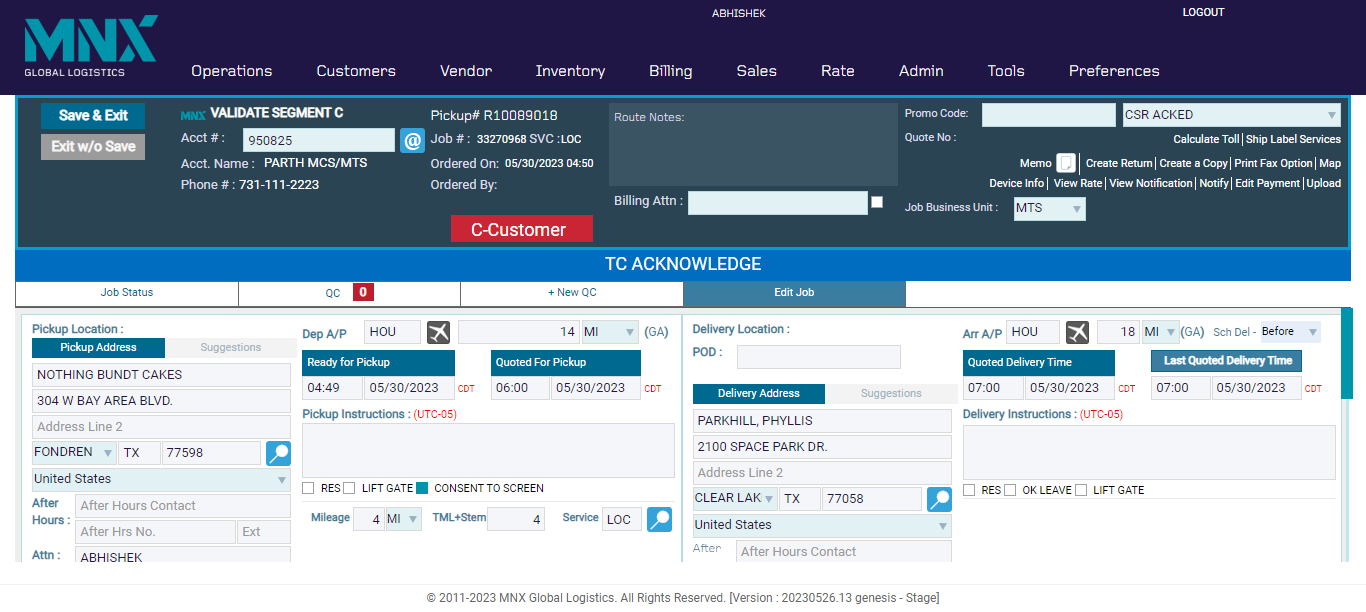 ABHISHEK
LOGOUT
MNX
GLOBAL LOGISTICS
Operations Customers Vendor Inventory Billing Sales Rate Admin Tools Preferences
Save & Exit
Exit w/o Save
MNX VALIDATE SEGMENT C
Acct # : 950825 @
Acct. Name : PARTH MCS/MTS
Phone # : 731-111-2223
Pickup# R10089018
Job # : 33270968 SVC :LOC
Ordered On: 05/30/2023 04:50
Ordered By:
C-Customer
Route Notes:
Billing Attn :
Promo Code: CSR ACKED
Quote No :
Calculate Toll| Ship Label Services
Memo | Create Return| Create a Copy| Print Fax Option| Map
Device Info| View Rate| View Notification| Notify| Edit Payment| Upload
Job Business Unit : MTS
TC ACKNOWLEDGE
Job Status QC 0 + New QC Edit Job
Pickup Location :
Pickup Address Suggestions
NOTHING BUNDT CAKES
304 W BAY AREA BLVD.
Address Line 2
FONDREN TX 77598
United States
After Hours : After Hours Contact
After Hrs No. Ext
Attn : ABHISHEK
Dep A/P HOU 14 MI (GA)
Ready for Pickup Quoted For Pickup
04:49 05/30/2023 CDT 06:00 05/30/2023 CDT
Pickup Instructions : (UTC-05)
RES LIFT GATE CONSENT TO SCREEN
Mileage 4 MI TML+Stem 4 Service LOC
Delivery Location :
POD :
Delivery Address Suggestions
PARKHILL, PHYLLIS
2100 SPACE PARK DR.
Address Line 2
CLEAR LAK TX 77058
United States
After After Hours Contact
Arr A/P HOU 18 MI (GA) Sch Del - Before
Quoted Delivery Time Last Quoted Delivery Time
07:00 05/30/2023 CDT 07:00 05/30/2023 CDT
Delivery Instructions : (UTC-05)
RES OK LEAVE LIFT GATE
© 2011-2023 MNX Global Logistics. All Rights Reserved. [Version : 20230526.13 genesis - Stage]